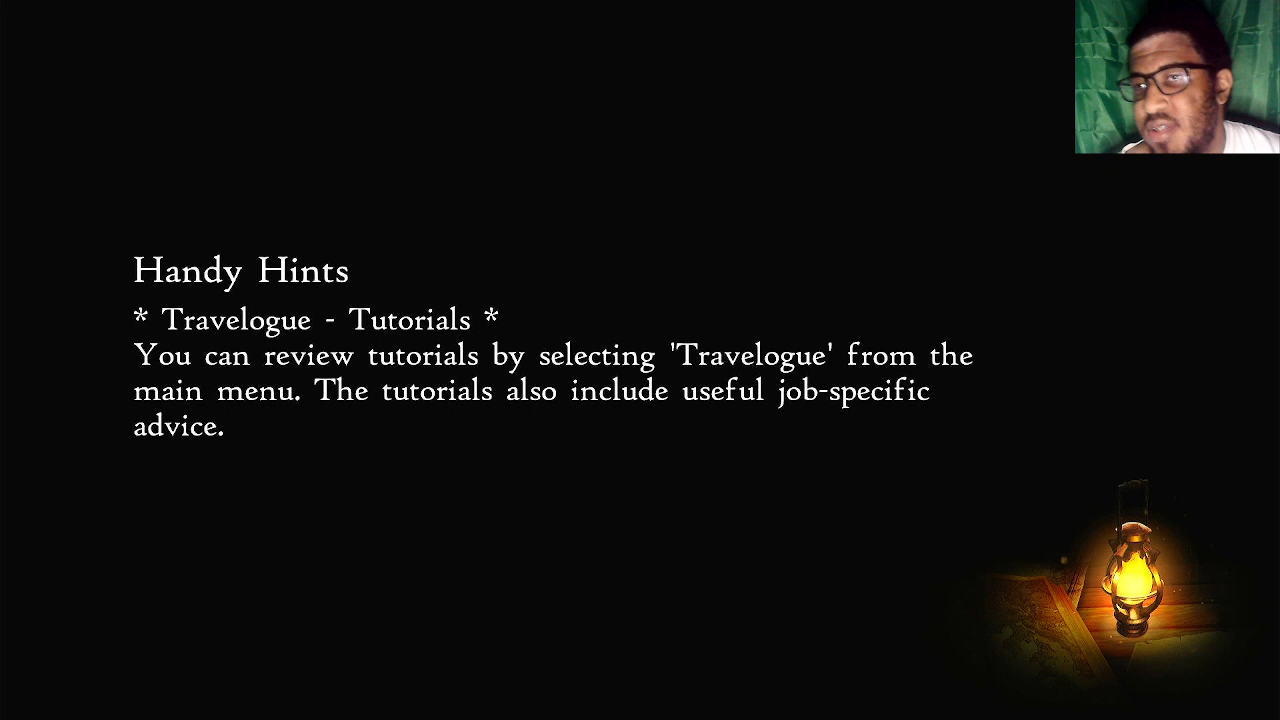 Handy Hints
* Travelogue - Tutorials *
You can review tutorials by selecting 'Travelogue' from the
main menu. The tutorials also include useful job-specific
advice.